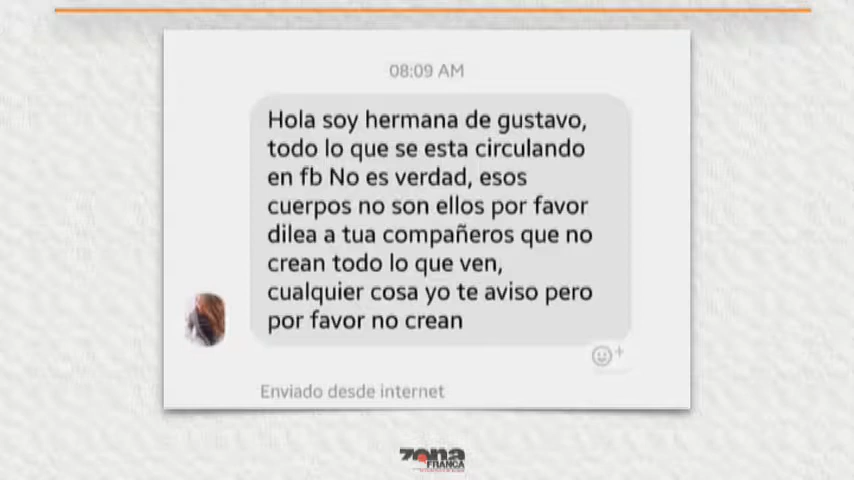 08:09 AM
Hola soy hermana de gustavo,
todo lo que se esta circulando
en fb No es verdad, esos
cuerpos no son ellos por favor
dilea a tua compañeros que no
crean todo lo que ven,
cualquier cosa yo te aviso pero
por favor no crean
Enviado desde internet
zona
FRANCA